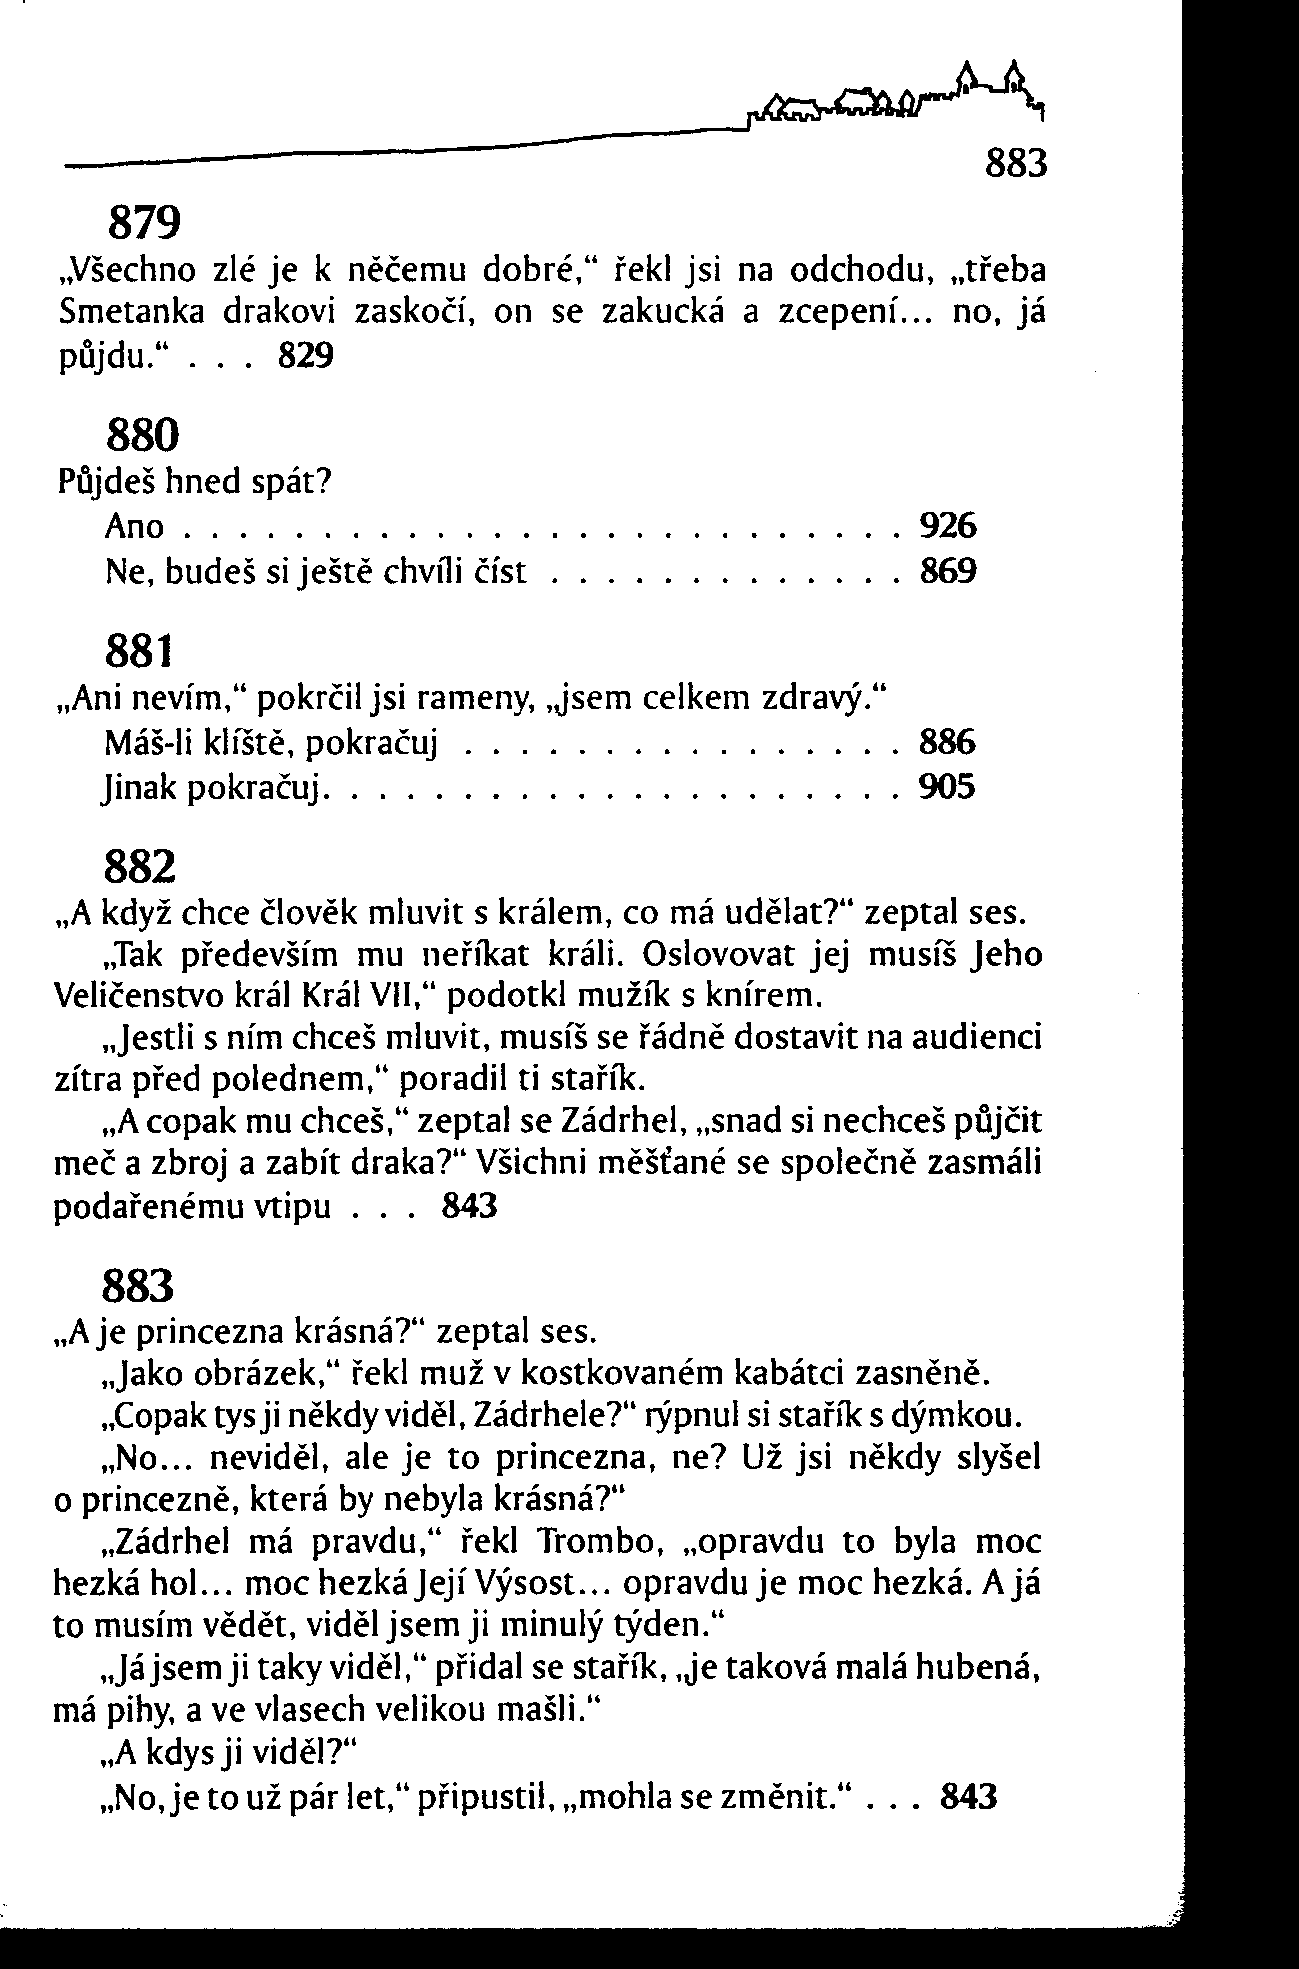 883
879
„Všechno zlé je k něčemu dobré,“ řekl jsi na odchodu, „třeba
Smetanka drakovi zaskočí, on se zakucká a zcepení... no, já
půjdu.“ . . . 829
880
Půjdeš hned spát?
Ano . . . . . . . . . . . . . . . . . . . . . . . . . . 926
Ne, budeš si ještě chvíli číst . . . . . . . . . . . . . 869
881
„Ani nevím,“ pokrčil jsi rameny, „jsem celkem zdravý.“
Máš-li klíště, pokračuj . . . . . . . . . . . . . . . . 886
Jinak pokračuj. . . . . . . . . . . . . . . . . . . . . 905
882
„A když chce člověk mluvit s králem, co má udělat?“ zeptal ses.
„Tak především mu neříkat králi. Oslovovat jej musíš Jeho
Veličenstvo král Král VII,“ podotkl mužík s knírem.
„Jestli s ním chceš mluvit, musíš se řádně dostavit na audienci
zítra před polednem,“ poradil ti stařík.
„A copak mu chceš,“ zeptal se Zádrhel, „snad si nechceš půjčit
meč a zbroj a zabít draka?“ Všichni měšťané se společně zasmáli
podařenému vtipu . . . 843
883
„A je princezna krásná?“ zeptal ses.
„Jako obrázek,“ řekl muž v kostkovaném kabátci zasněně.
„Copak tys ji někdy viděl, Zádrhele?“ rýpnul si stařík s dýmkou.
„No... neviděl, ale je to princezna, ne? Už jsi někdy slyšel
o princezně, která by nebyla krásná?“
„Zádrhel má pravdu,“ řekl Trombo, „opravdu to byla moc
hezká hol... moc hezká Její Výsost... opravdu je moc hezká. A já
to musím vědět, viděl jsem ji minulý týden.“
„Já jsem ji taky viděl,“ přidal se stařík, „je taková malá hubená,
má pihy, a ve vlasech velikou mašli.“
„A kdys ji viděl?“
„No, je to už pár let,“ připustil, „mohla se změnit.“ . . . 843